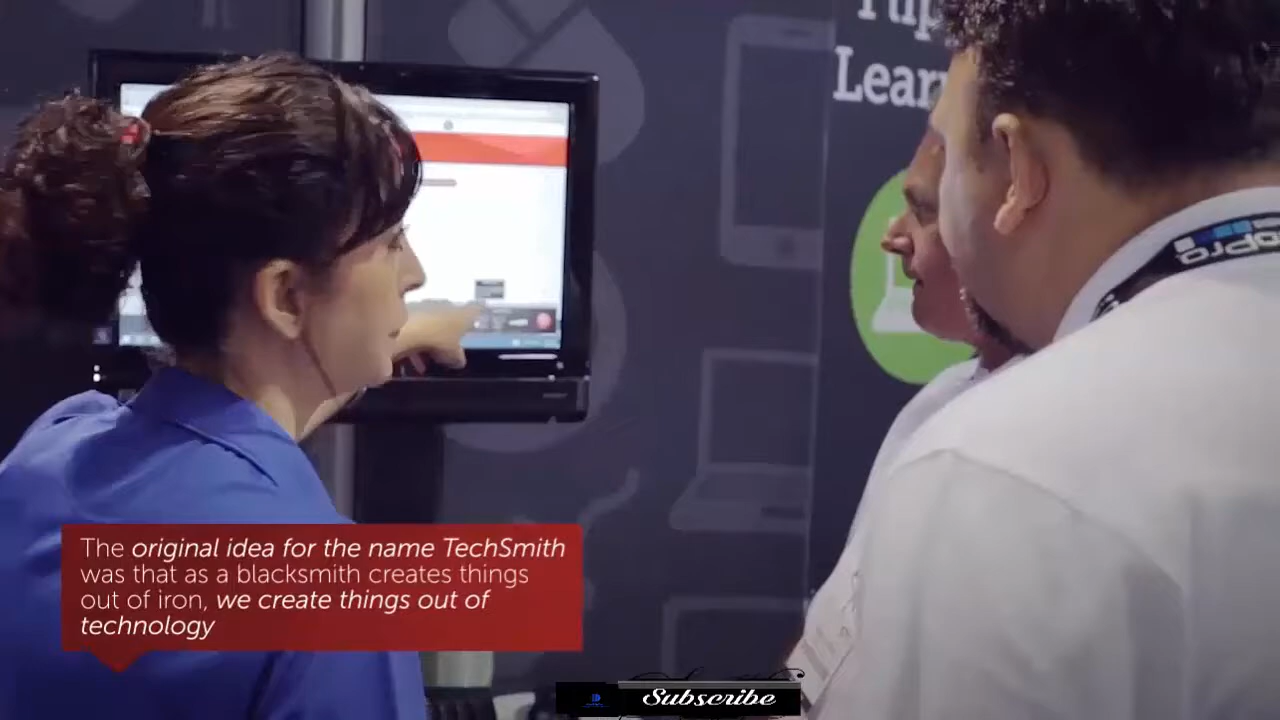 Learn
The original idea for the name TechSmith
was that as a blacksmith creates things
out of iron, we create things out of
technology
Subscribe